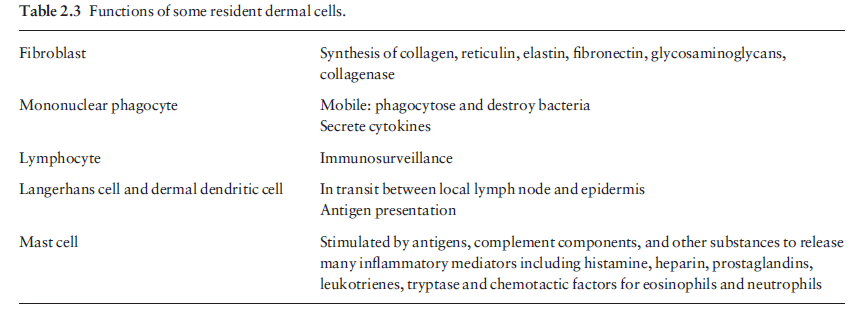 Table 2.3 Functions of some resident dermal cells.
Fibroblast Synthesis of collagen, reticulin, elastin, fibronectin, glycosaminoglycans,
collagenase
Mononuclear phagocyte Mobile: phagocytose and destroy bacteria
Secrete cytokines
Lymphocyte Immunosurveillance
Langerhans cell and dermal dendritic cell In transit between local lymph node and epidermis
Antigen presentation
Mast cell Stimulated by antigens, complement components, and other substances to release
many inflammatory mediators including histamine, heparin, prostaglandins,
leukotrienes, tryptase and chemotactic factors for eosinophils and neutrophils